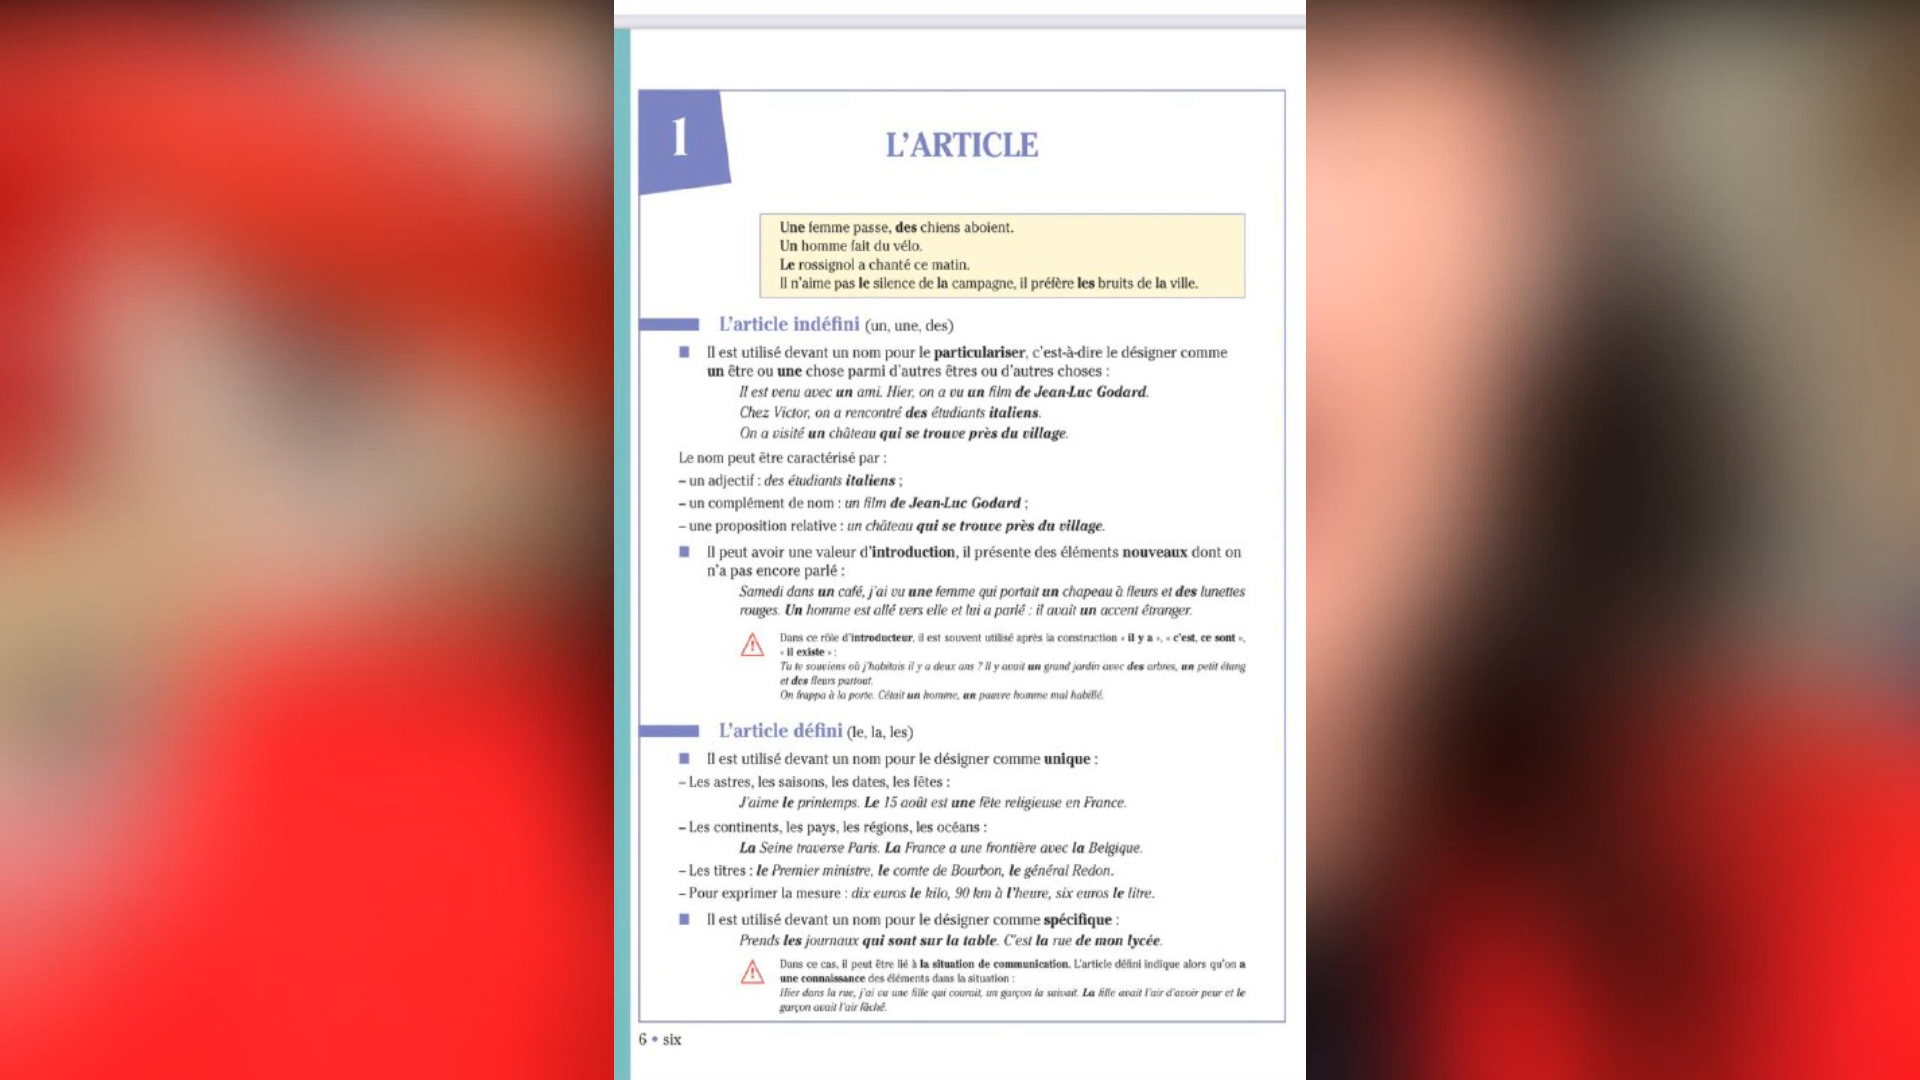 1
L'ARTICLE
Une femme passe, des chiens aboient.
Un homme fait du vélo.
Le rossignol a chanté ce matin.
Il n'aime pas le silence de la campagne, il préfère les bruits de la ville.
L'article indéfini (un, une, des)
Il est utilisé devant un nom pour le particulariser, c'est-à-dire le désigner comme
un être ou une chose parmi d'autres êtres ou d'autres choses :
Il est venu avec un ami. Hier, on a vu un film de Jean-Luc Godard.
Chez Victor, on a rencontré des étudiants italiens.
On a visité un château qui se trouve près du village.
Le nom peut être caractérisé par :
– un adjectif : des étudiants italiens ;
– un complément de nom : un film de Jean-Luc Godard ;
– une proposition relative : un château qui se trouve près du village.
Il peut avoir une valeur d'introduction, il présente des éléments nouveaux dont on
n'a pas encore parlé :
Samedi dans un café, j'ai vu une femme qui portait un chapeau à fleurs et des lunettes
rouges. Un homme est allé vers elle et lui a parlé : il avait un accent étranger.
Dans ce rôle d'introducteur, il est souvent utilisé après la construction « il y a », « c'est, ce sont »,
« il existe » :
Tu te souviens où j'habitais il y a deux ans ? Il y avait un grand jardin avec des arbres, un petit étang
et des fleurs partout.
On frappa à la porte. C'était un homme, un pauvre homme mal habillé.
L'article défini (le, la, les)
Il est utilisé devant un nom pour le désigner comme unique :
– Les astres, les saisons, les dates, les fêtes :
J'aime le printemps. Le 15 août est une fête religieuse en France.
– Les continents, les pays, les régions, les océans :
La Seine traverse Paris. La France a une frontière avec la Belgique.
– Les titres : le Premier ministre, le comte de Bourbon, le général Redon.
– Pour exprimer la mesure : dix euros le kilo, 90 km à l'heure, six euros le litre.
Il est utilisé devant un nom pour le désigner comme spécifique :
Prends les journaux qui sont sur la table. C'est la rue de mon lycée.
Dans ce cas, il peut être lié à la situation de communication. L'article défini indique alors qu'on a
une connaissance des éléments dans la situation :
Hier dans la rue, j'ai vu une fille qui courait, un garçon la suivait. La fille avait l'air d'avoir peur et le
garçon avait l'air fâché.
6 • six